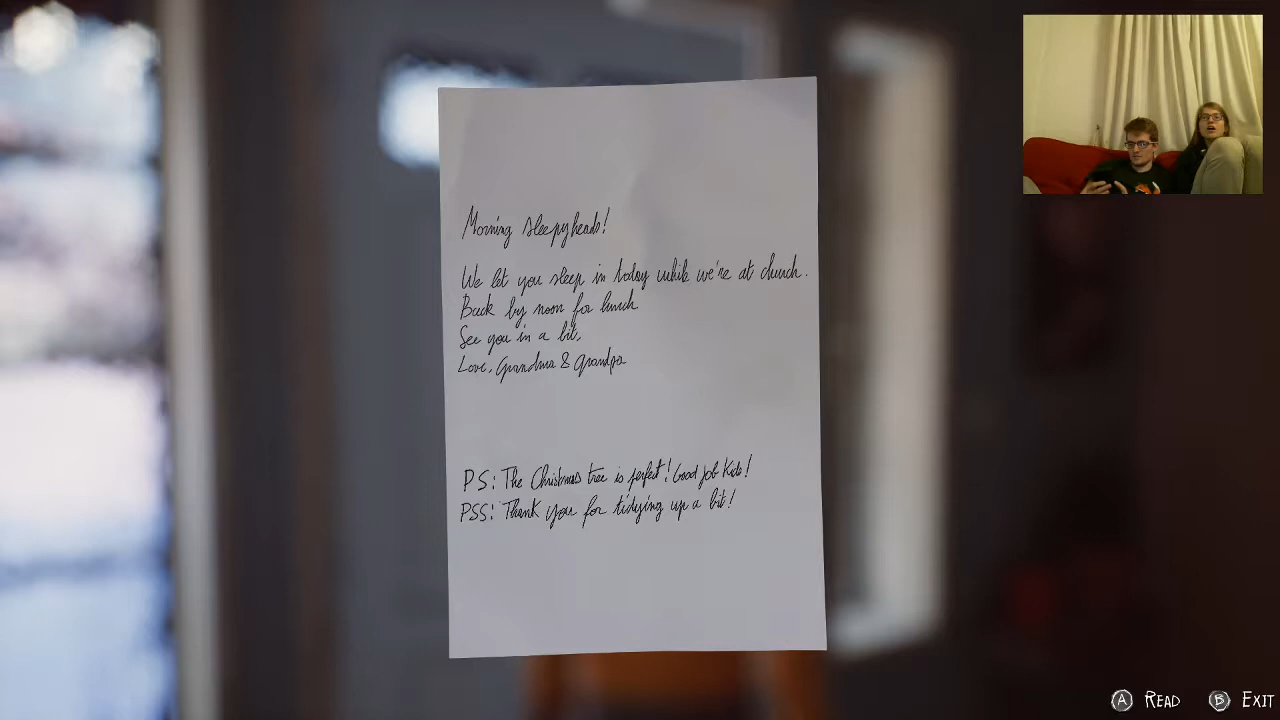 Morning sleepyheads!
We let you sleep in today while we're at church.
Back by noon for lunch
See you in a bit,
Love, Grandma & Grandpa
PS: The Christmas tree is perfect! Good job Kids!
PSS: Thank you for tidying up a bit!
A READ B EXIT